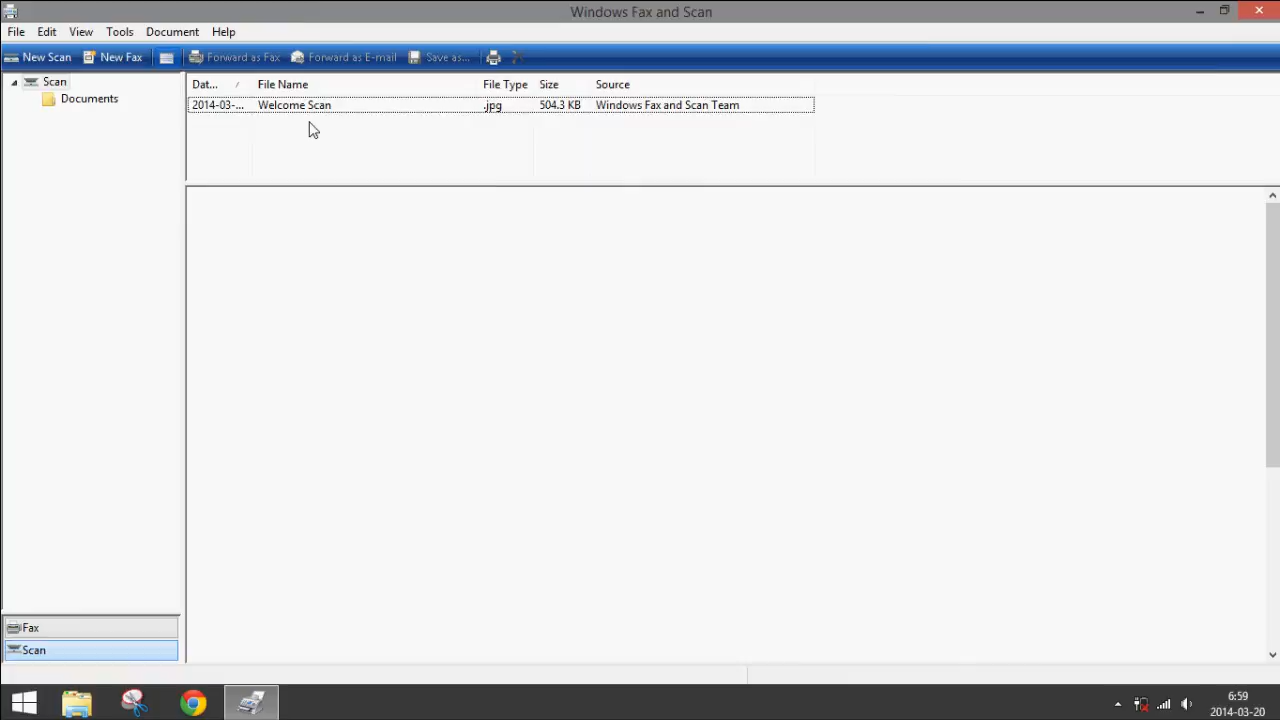 Windows Fax and Scan
File Edit View Tools Document Help
New Scan New Fax Forward as Fax Forward as E-mail Save as...
Scan
Documents
Dat... File Name File Type Size Source
2014-03-... Welcome Scan .jpg 504.3 KB Windows Fax and Scan Team
Fax
Scan
6:59
2014-03-20